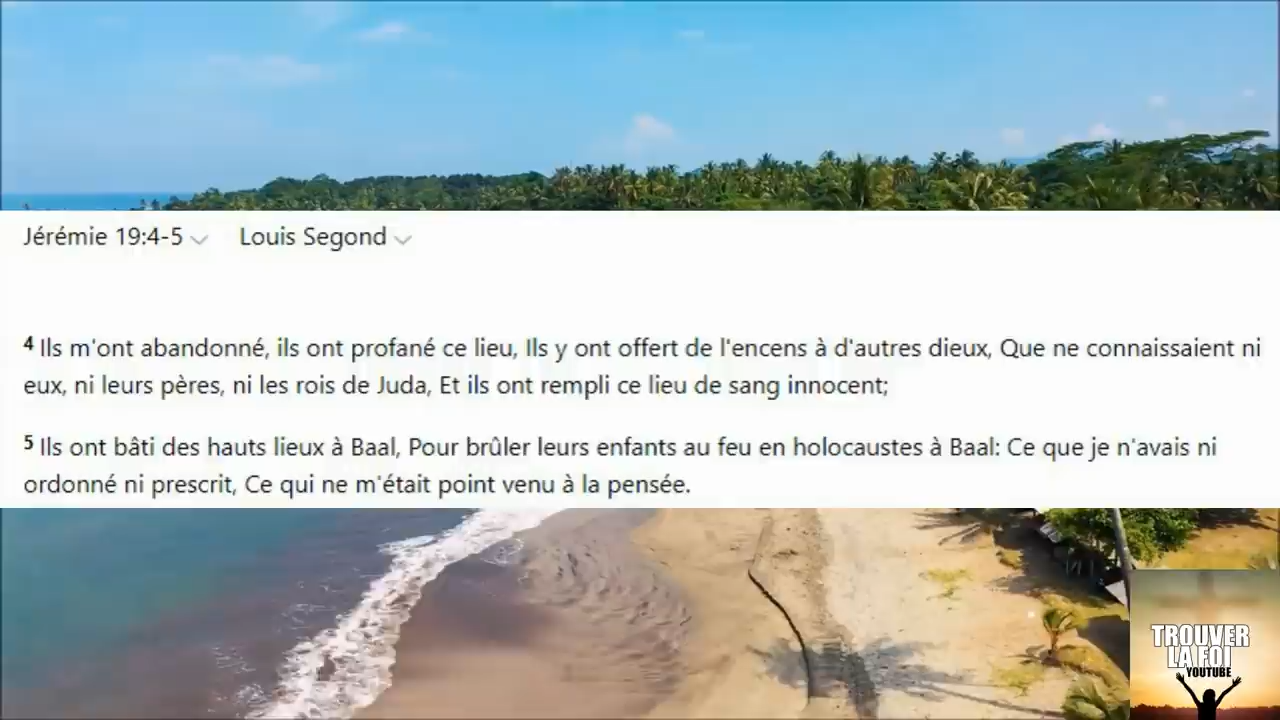 Jérémie 19:4-5 Louis Segond
4 Ils m'ont abandonné, ils ont profané ce lieu, Ils y ont offert de l'encens à d'autres dieux, Que ne connaissaient ni
eux, ni leurs pères, ni les rois de Juda, Et ils ont rempli ce lieu de sang innocent;
5 Ils ont bâti des hauts lieux à Baal, Pour brûler leurs enfants au feu en holocaustes à Baal: Ce que je n'avais ni
ordonné ni prescrit, Ce qui ne m'était point venu à la pensée.
TROUVER
LA FOI
YOUTUBE